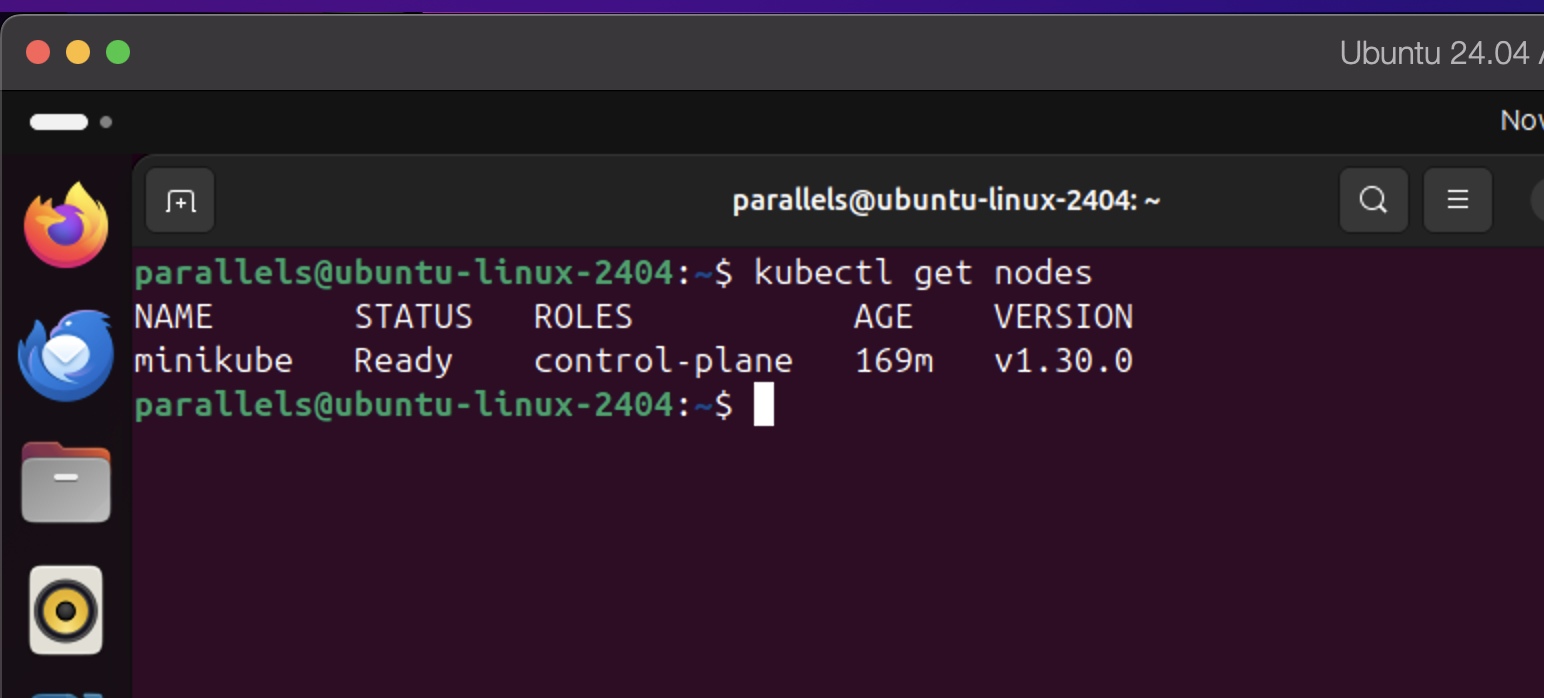 Ubuntu 24.04
parallels@ubuntu-linux-2404: ~
parallels@ubuntu-linux-2404:~$ kubectl get nodes
NAME STATUS ROLES AGE VERSION
minikube Ready control-plane 169m v1.30.0
parallels@ubuntu-linux-2404:~$